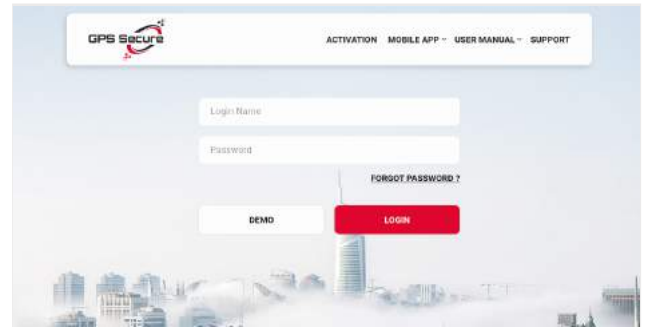 GPS Secure
ACTIVATION MOBILE APP USER MANUAL SUPPORT
Login Name
Password
FORGOT PASSWORD ?
DEMO LOGIN